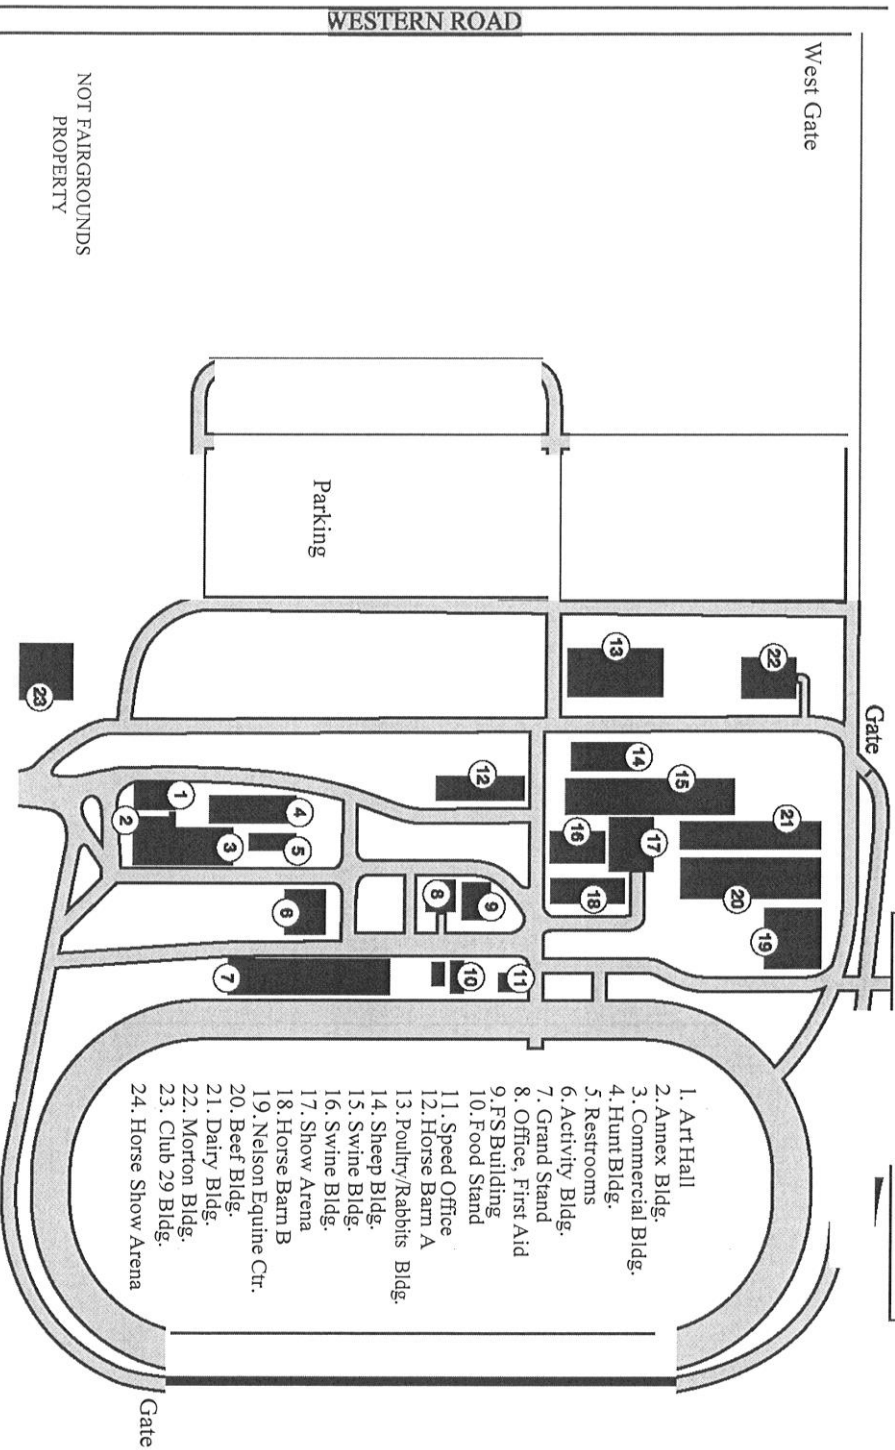 WESTERN ROAD
West Gate
NOT FAIRGROUNDS
PROPERTY
Parking
Gate
13
22
23
14
15
12
1
2
3
4
5
16
17
21
20
18
19
8
9
6
7
10
11
1. Art Hall
2. Annex Bldg.
3. Commercial Bldg.
4. Hunt Bldg.
5. Restrooms
6. Activity Bldg.
7. Grand Stand
8. Office, First Aid
9. FS Building
10. Food Stand
11. Speed Office
12. Horse Barn A
13. Poultry/Rabbits Bldg.
14. Sheep Bldg.
15. Swine Bldg.
16. Swine Bldg.
17. Show Arena
18. Horse Barn B
19. Nelson Equine Ctr.
20. Beef Bldg.
21. Dairy Bldg.
22. Morton Bldg.
23. Club 29 Bldg.
24. Horse Show Arena
Gate